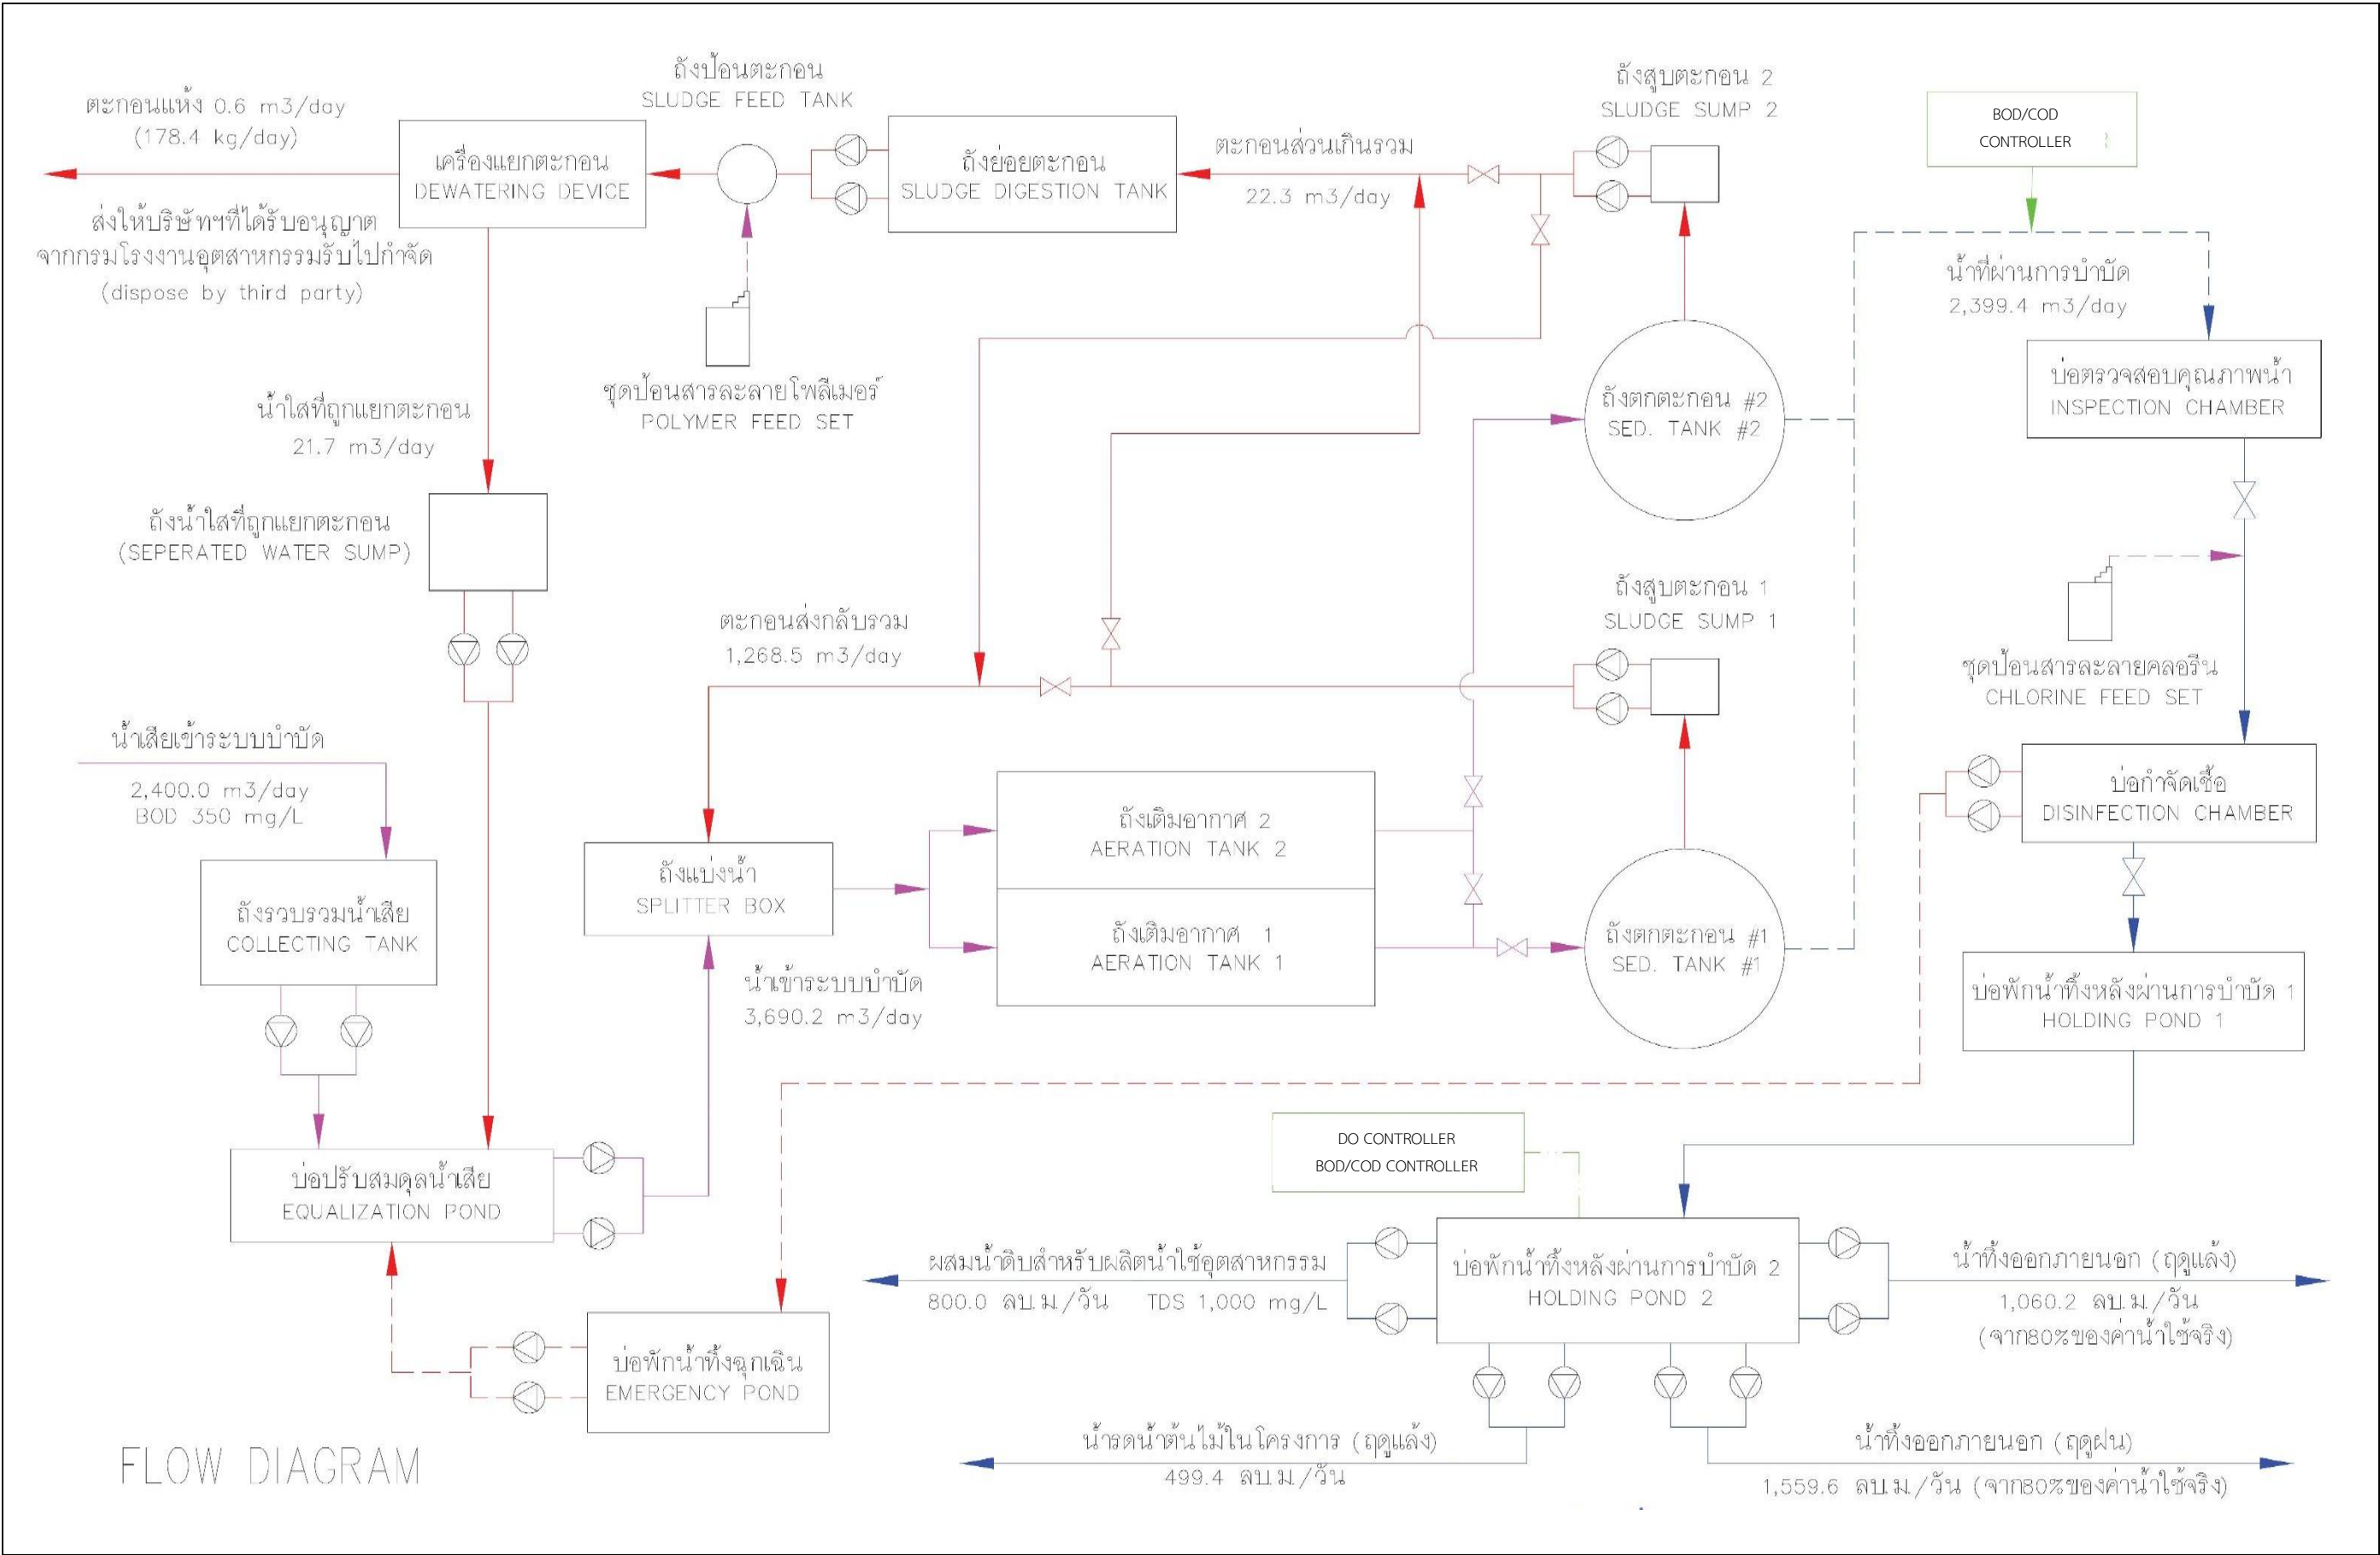 ตะกอนแห้ง 0.6 m3/day
(178.4 kg/day)
ส่งให้บริษัทฯที่ได้รับอนุญาต
จากกรมโรงงานอุตสาหกรรมรับไปกำจัด
(dispose by third party)
เครื่องแยกตะกอน
DEWATERING DEVICE
ถังป้อนตะกอน
SLUDGE FEED TANK
ถังย่อยตะกอน
SLUDGE DIGESTION TANK
ตะกอนส่วนเกินรวม
22.3 m3/day
ถังสูบตะกอน 2
SLUDGE SUMP 2
BOD/COD
CONTROLLER
น้ำที่ผ่านการบำบัด
2,399.4 m3/day
บ่อตรวจสอบคุณภาพน้ำ
INSPECTION CHAMBER
ชุดป้อนสารละลายโพลีเมอร์
POLYMER FEED SET
น้ำใสที่ถูกแยกตะกอน
21.7 m3/day
ถังตกตะกอน #2
SED. TANK #2
ถังน้ำใสที่ถูกแยกตะกอน
(SEPERATED WATER SUMP)
ตะกอนส่งกลับรวม
1,268.5 m3/day
ถังสูบตะกอน 1
SLUDGE SUMP 1
ชุดป้อนสารละลายคลอรีน
CHLORINE FEED SET
น้ำเสียเข้าระบบบำบัด
2,400.0 m3/day
BOD 350 mg/L
บ่อกำจัดเชื้อ
DISINFECTION CHAMBER
ถังเติมอากาศ 2
AERATION TANK 2
ถังแบ่งน้ำ
SPLITTER BOX
ถังรวบรวมน้ำเสีย
COLLECTING TANK
ถังเติมอากาศ 1
AERATION TANK 1
ถังตกตะกอน #1
SED. TANK #1
น้ำเข้าระบบบำบัด
3,690.2 m3/day
บ่อพักน้ำทิ้งหลังผ่านการบำบัด 1
HOLDING POND 1
DO CONTROLLER
BOD/COD CONTROLLER
บ่อปรับสมดุลน้ำเสีย
EQUALIZATION POND
ผสมน้ำดิบสำหรับผลิตน้ำใช้อุตสาหกรรม
800.0 ลบ.ม./วัน TDS 1,000 mg/L
บ่อพักน้ำทิ้งหลังผ่านการบำบัด 2
HOLDING POND 2
น้ำทิ้งออกภายนอก (ฤดูแล้ง)
1,060.2 ลบ.ม./วัน
(จาก80%ของค่าน้ำใช้จริง)
บ่อพักน้ำทิ้งฉุกเฉิน
EMERGENCY POND
น้ำรดน้ำต้นไม้ในโครงการ (ฤดูแล้ง)
499.4 ลบ.ม./วัน
น้ำทิ้งออกภายนอก (ฤดูฝน)
1,559.6 ลบ.ม./วัน (จาก80%ของค่าน้ำใช้จริง)
FLOW DIAGRAM